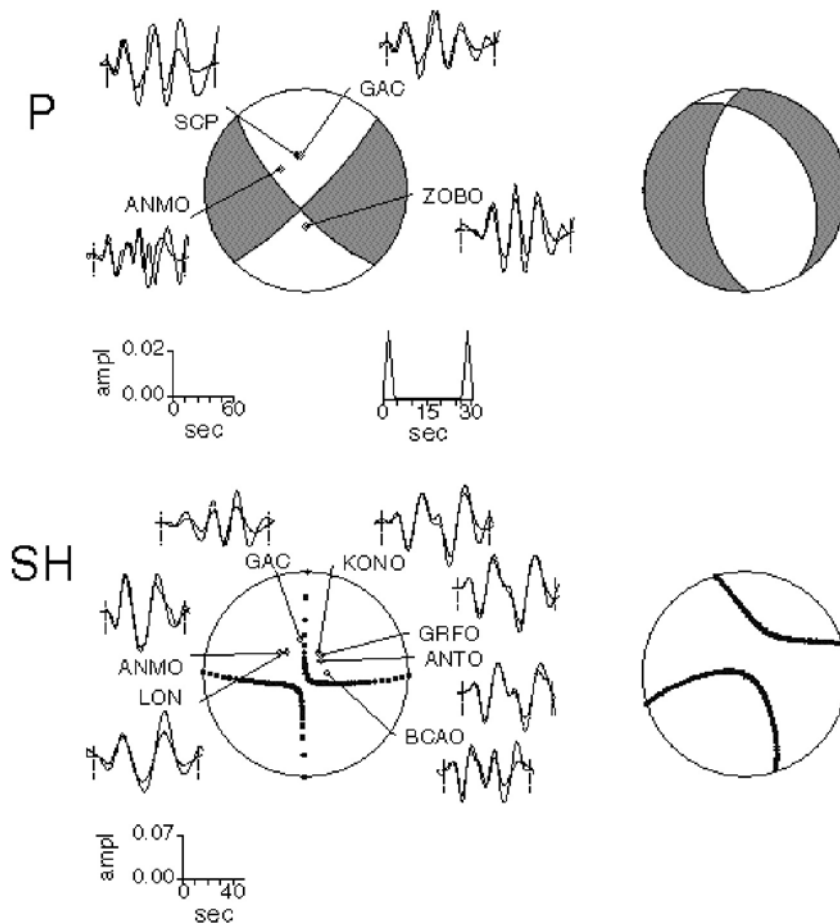 P
GAC
SCP
ANMO
ZOBO
ampl
0.02
0.00
0 60
sec
0 15 30
sec
SH
GAC
KONO
GRFO
ANMO
ANTO
LON
BCAO
ampl
0.07
0.00
0 40
sec